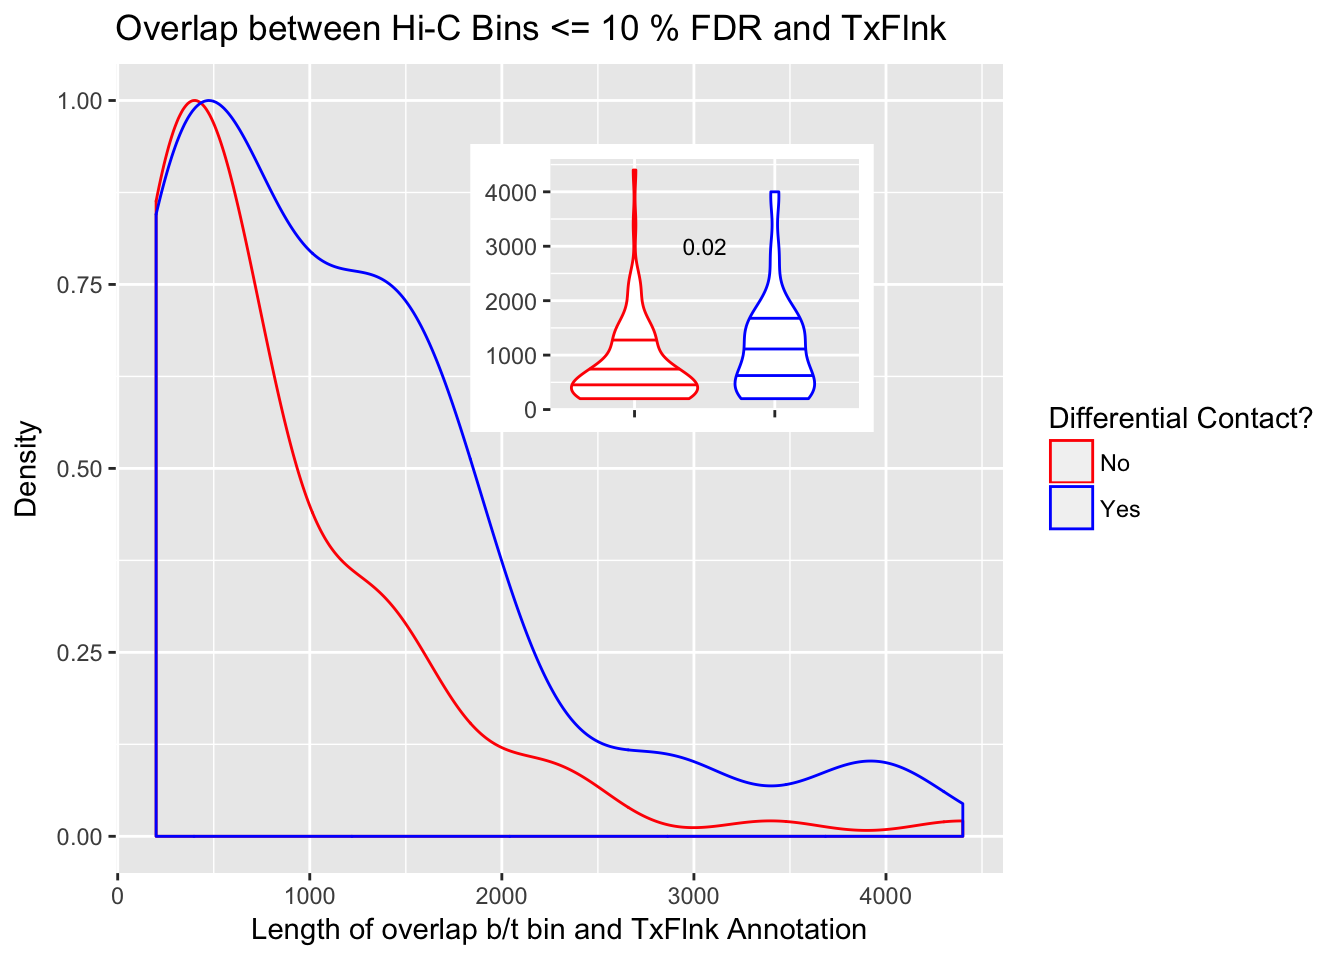 Overlap between Hi-C Bins <= 10 % FDR and TxFlnk
1.00
0.75
0.50
0.25
0.00
Density
4000
3000
2000
1000
0
0.02
0 1000 2000 3000 4000
Length of overlap b/t bin and TxFlnk Annotation
Differential Contact?
No
Yes